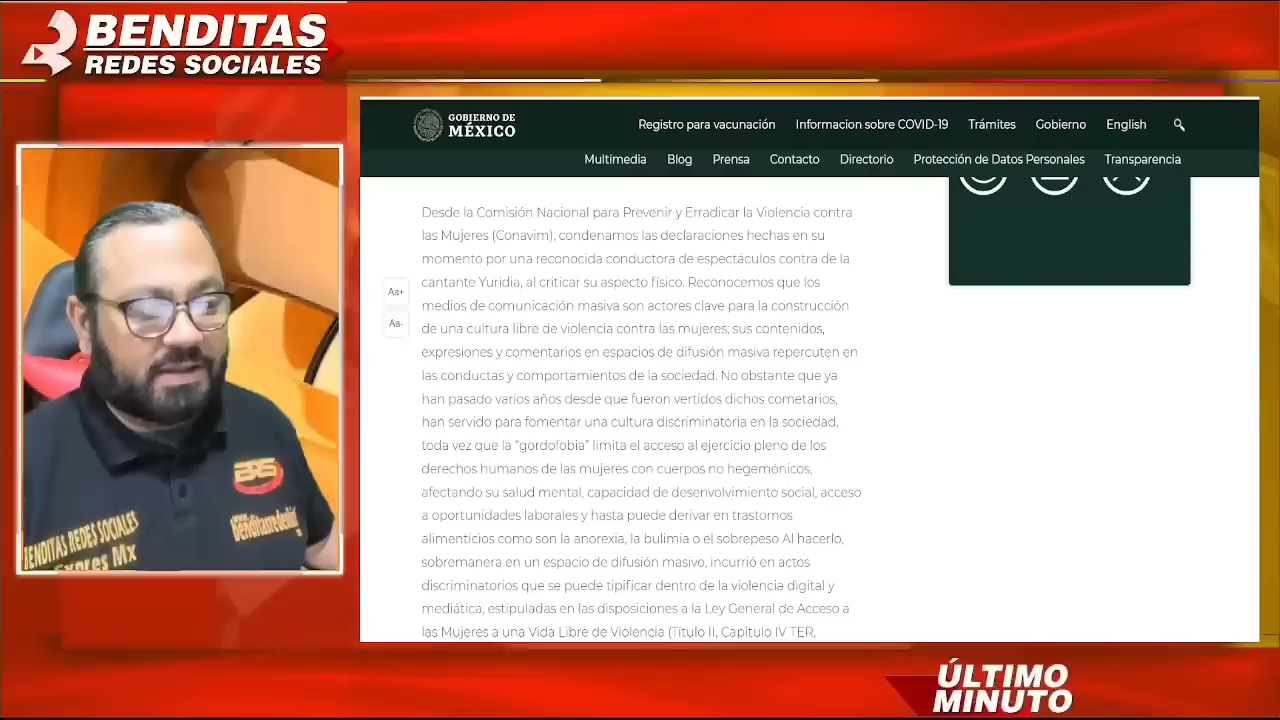 BENDITAS
REDES SOCIALES
GOBIERNO DE
MÉXICO
Registro para vacunación Informacion sobre COVID-19 Trámites Gobierno English
Multimedia Blog Prensa Contacto Directorio Protección de Datos Personales Transparencia
Desde la Comisión Nacional para Prevenir y Erradicar la Violencia contra
las Mujeres (Conavim), condenamos las declaraciones hechas en su
momento por una reconocida conductora de espectáculos contra de la
cantante Yuridia, al criticar su aspecto físico. Reconocemos que los
medios de comunicación masiva son actores clave para la construcción
de una cultura libre de violencia contra las mujeres; sus contenidos,
expresiones y comentarios en espacios de difusión masiva repercuten en
las conductas y comportamientos de la sociedad. No obstante que ya
han pasado varios años desde que fueron vertidos dichos cometarios,
han servido para fomentar una cultura discriminatoria en la sociedad,
toda vez que la "gordofobia" limita el acceso al ejercicio pleno de los
derechos humanos de las mujeres con cuerpos no hegemónicos,
afectando su salud mental, capacidad de desenvolvimiento social, acceso
a oportunidades laborales y hasta puede derivar en trastornos
alimenticios como son la anorexia, la bulimia o el sobrepeso Al hacerlo,
sobremanera en un espacio de difusión masivo, incurrió en actos
discriminatorios que se puede tipificar dentro de la violencia digital y
mediática, estipuladas en las disposiciones a la Ley General de Acceso a
las Mujeres a una Vida Libre de Violencia (Título II, Capítulo IV TER,
Aa+
Aa-
BRS
BENDITAS REDES SOCIALES
Mx
ÚLTIMO
MINUTO